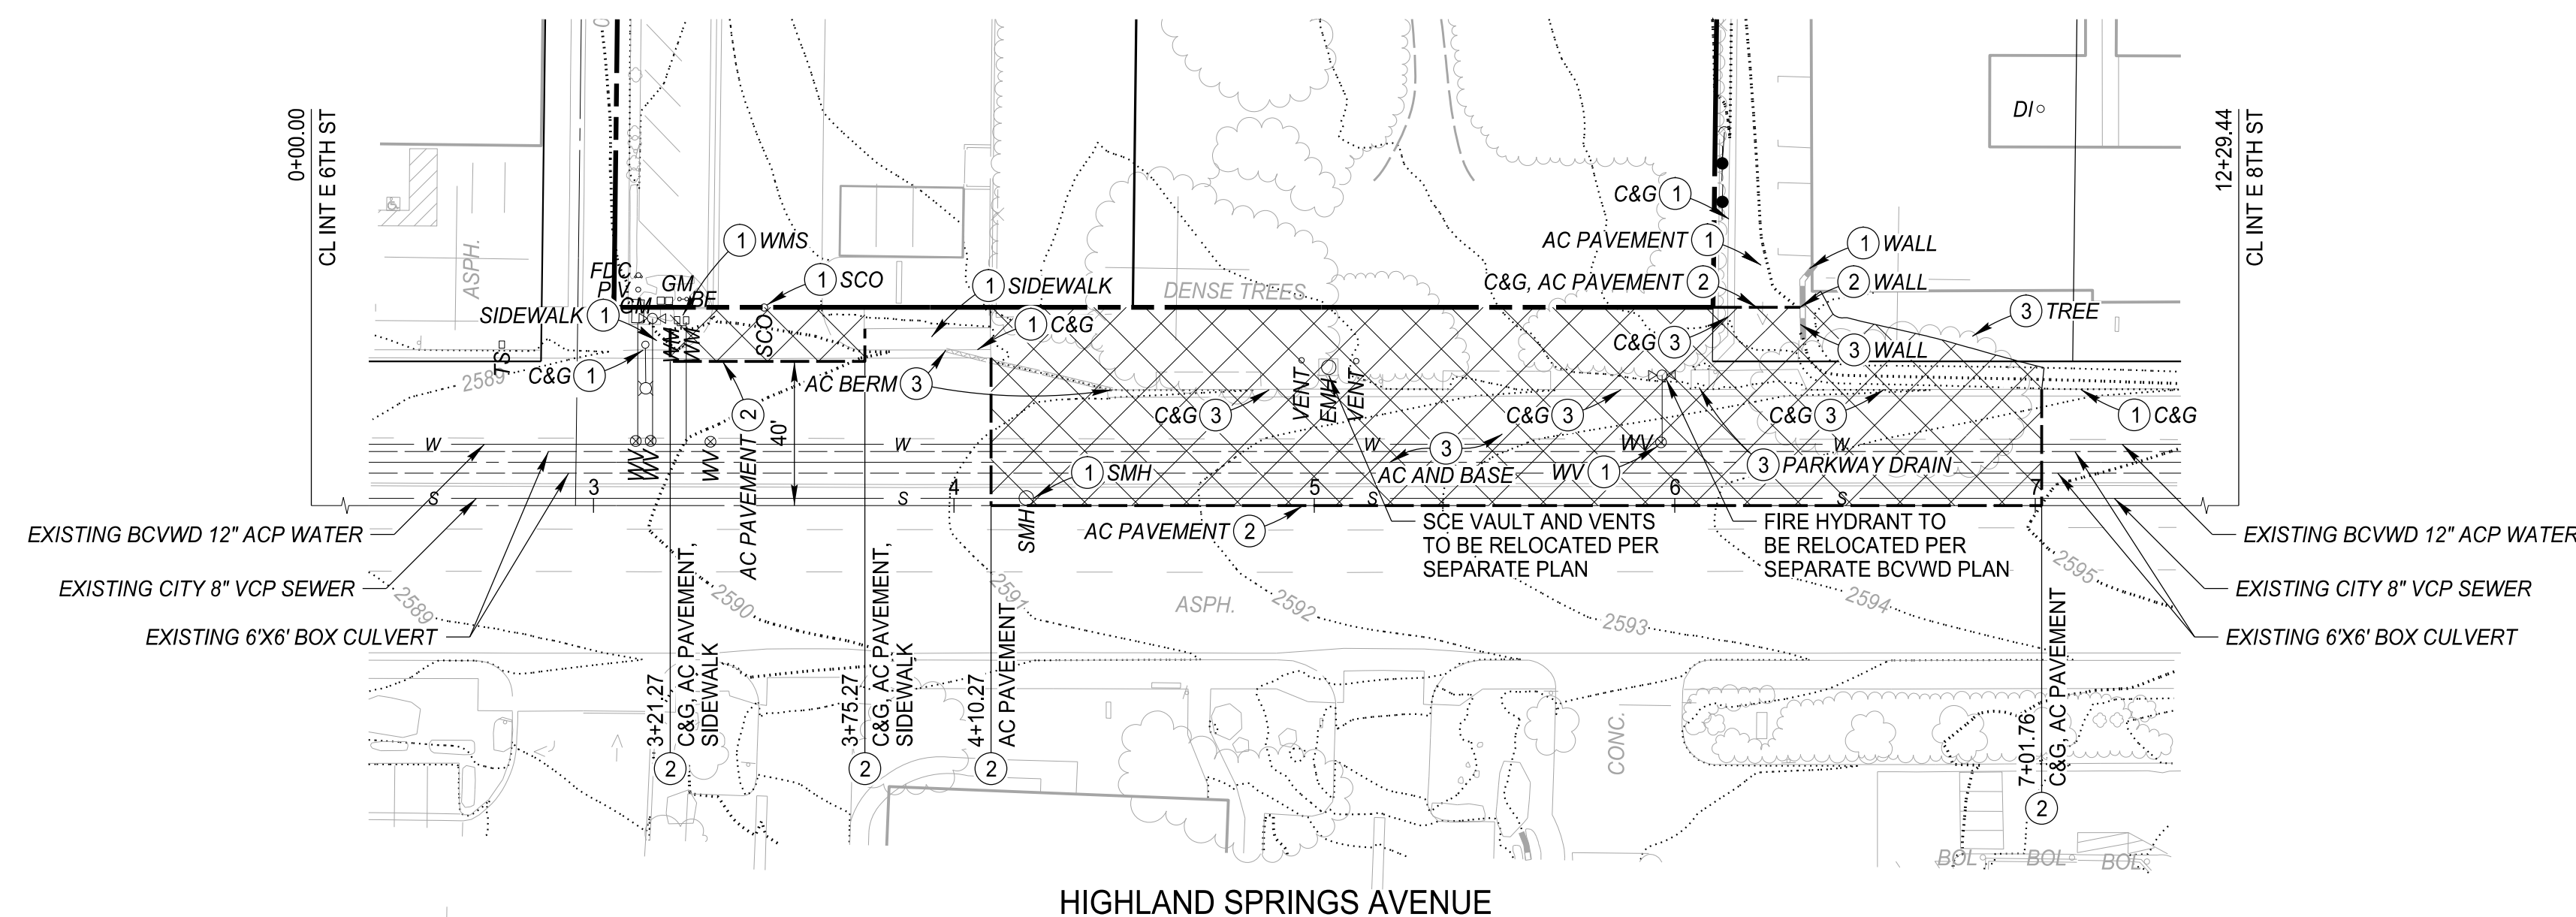 0+00.00
CL INT E 6TH ST
12+29.44
CL INT E 8TH ST
DI
ASPH.
C&G 1
AC PAVEMENT 1
1 WALL
1 WMS
FDC
PIV
GM
GM
BE
1 SCO
1 SIDEWALK
C&G, AC PAVEMENT 2
2 WALL
DENSE TREES
SIDEWALK 1
1 C&G
3 TREE
WM
WM
SCO
C&G 3
3 WALL
TS
2589
C&G 1
AC BERM 3
VENT
EMH
VENT
2
AC PAVEMENT
40'
C&G 3
C&G 3
C&G 3
1 C&G
W
W
W
W
WV
WV
WV
WV
3
AC AND BASE
WV 1
3 PARKWAY DRAIN
1 SMH
3
4
5
6
7
S
S
S
S
SMH
AC PAVEMENT 2
SCE VAULT AND VENTS
TO BE RELOCATED PER
SEPARATE PLAN
FIRE HYDRANT TO
BE RELOCATED PER
SEPARATE BCVWD PLAN
EXISTING BCVWD 12" ACP WATER
EXISTING CITY 8" VCP SEWER
EXISTING 6'X6' BOX CULVERT
EXISTING BCVWD 12" ACP WATER
EXISTING CITY 8" VCP SEWER
EXISTING 6'X6' BOX CULVERT
2589
2590
2591
ASPH.
2592
2593
2594
2595
3+21.27
C&G, AC PAVEMENT,
SIDEWALK
2
3+75.27
C&G, AC PAVEMENT,
SIDEWALK
2
4+10.27
AC PAVEMENT
2
CONC.
7+01.76
C&G, AC PAVEMENT
2
BOL
BOL
BOL
HIGHLAND SPRINGS AVENUE